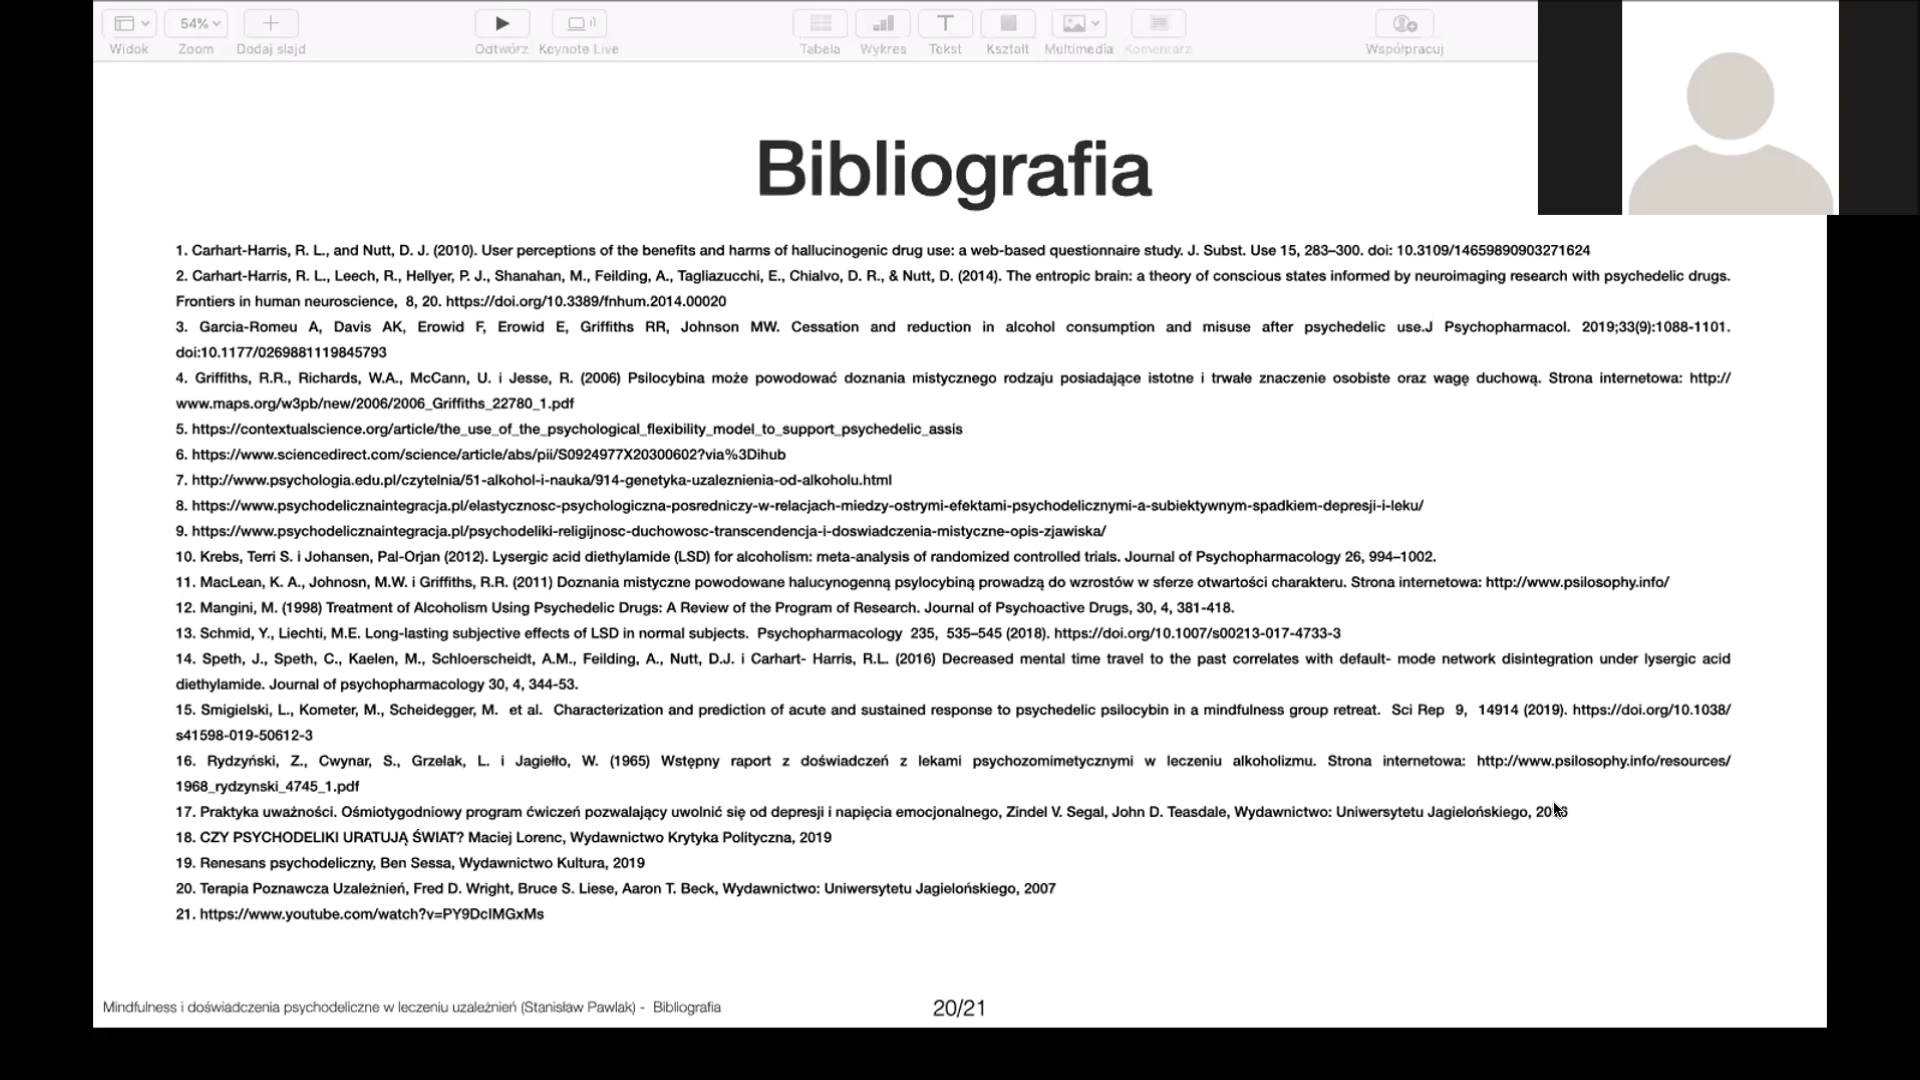 Widok
54%
Zoom
Dodaj slajd
Odtwórz
Keynote Live
Tabela
Wykres
Tekst
Kształt
Multimedia
Komentarz
Współpracuj
Bibliografia
1. Carhart-Harris, R. L., and Nutt, D. J. (2010). User perceptions of the benefits and harms of hallucinogenic drug use: a web-based questionnaire study. J. Subst. Use 15, 283–300. doi: 10.3109/14659890903271624
2. Carhart-Harris, R. L., Leech, R., Hellyer, P. J., Shanahan, M., Feilding, A., Tagliazucchi, E., Chialvo, D. R., & Nutt, D. (2014). The entropic brain: a theory of conscious states informed by neuroimaging research with psychedelic drugs.
Frontiers in human neuroscience, 8, 20. https://doi.org/10.3389/fnhum.2014.00020
3. Garcia-Romeu A, Davis AK, Erowid F, Erowid E, Griffiths RR, Johnson MW. Cessation and reduction in alcohol consumption and misuse after psychedelic use.J Psychopharmacol. 2019;33(9):1088-1101.
doi:10.1177/0269881119845793
4. Griffiths, R.R., Richards, W.A., McCann, U. i Jesse, R. (2006) Psilocybina może powodować doznania mistycznego rodzaju posiadające istotne i trwałe znaczenie osobiste oraz wagę duchową. Strona internetowa: http://
www.maps.org/w3pb/new/2006/2006_Griffiths_22780_1.pdf
5. https://contextualscience.org/article/the_use_of_the_psychological_flexibility_model_to_support_psychedelic_assis
6. https://www.sciencedirect.com/science/article/abs/pii/S0924977X20300602?via%3Dihub
7. http://www.psychologia.edu.pl/czytelnia/51-alkohol-i-nauka/914-genetyka-uzaleznienia-od-alkoholu.html
8. https://www.psychodelicznaintegracja.pl/elastycznosc-psychologiczna-posredniczy-w-relacjach-miedzy-ostrymi-efektami-psychodelicznymi-a-subiektywnym-spadkiem-depresji-i-leku/
9. https://www.psychodelicznaintegracja.pl/psychodeliki-religijnosc-duchowosc-transcendencja-i-doswiadczenia-mistyczne-opis-zjawiska/
10. Krebs, Terri S. i Johansen, Pal-Orjan (2012). Lysergic acid diethylamide (LSD) for alcoholism: meta-analysis of randomized controlled trials. Journal of Psychopharmacology 26, 994–1002.
11. MacLean, K. A., Johnosn, M.W. i Griffiths, R.R. (2011) Doznania mistyczne powodowane halucynogenną psylocybiną prowadzą do wzrostów w sferze otwartości charakteru. Strona internetowa: http://www.psilosophy.info/
12. Mangini, M. (1998) Treatment of Alcoholism Using Psychedelic Drugs: A Review of the Program of Research. Journal of Psychoactive Drugs, 30, 4, 381-418.
13. Schmid, Y., Liechti, M.E. Long-lasting subjective effects of LSD in normal subjects. Psychopharmacology 235, 535–545 (2018). https://doi.org/10.1007/s00213-017-4733-3
14. Speth, J., Speth, C., Kaelen, M., Schloerscheidt, A.M., Feilding, A., Nutt, D.J. i Carhart- Harris, R.L. (2016) Decreased mental time travel to the past correlates with default- mode network disintegration under lysergic acid
diethylamide. Journal of psychopharmacology 30, 4, 344-53.
15. Smigielski, L., Kometer, M., Scheidegger, M. et al. Characterization and prediction of acute and sustained response to psychedelic psilocybin in a mindfulness group retreat. Sci Rep 9, 14914 (2019). https://doi.org/10.1038/
s41598-019-50612-3
16. Rydzyński, Z., Cwynar, S., Grzelak, L. i Jagiełło, W. (1965) Wstępny raport z doświadczeń z lekami psychozomimetycznymi w leczeniu alkoholizmu. Strona internetowa: http://www.psilosophy.info/resources/
1968_rydzynski_4745_1.pdf
17. Praktyka uważności. Ośmiotygodniowy program ćwiczeń pozwalający uwolnić się od depresji i napięcia emocjonalnego, Zindel V. Segal, John D. Teasdale, Wydawnictwo: Uniwersytetu Jagielońskiego,
18. CZY PSYCHODELIKI URATUJĄ ŚWIAT? Maciej Lorenc, Wydawnictwo Krytyka Polityczna, 2019
19. Renesans psychodeliczny, Ben Sessa, Wydawnictwo Kultura, 2019
20. Terapia Poznawcza Uzależnień, Fred D. Wright, Bruce S. Liese, Aaron T. Beck, Wydawnictwo: Uniwersytetu Jagielońskiego, 2007
21. https://www.youtube.com/watch?v=PY9DcIMGxMs
Mindfulness i doświadczenia psychodeliczne w leczeniu uzależnień (Stanisław Pawlak) - Bibliografia
20/21